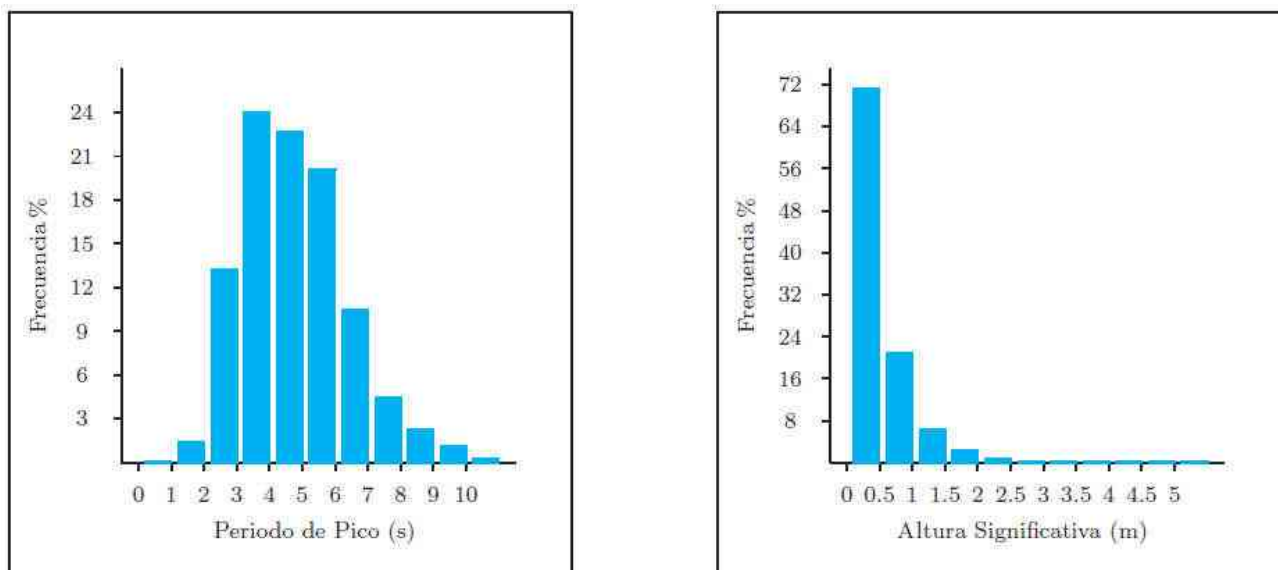 24
21
18
15
12
9
6
3
Frecuencia %
0 1 2 3 4 5 6 7 8 9 10
Periodo de Pico (s)
72
64
56
48
40
32
24
16
8
Frecuencia %
0 0.5 1 1.5 2 2.5 3 3.5 4 4.5 5
Altura Significativa (m)